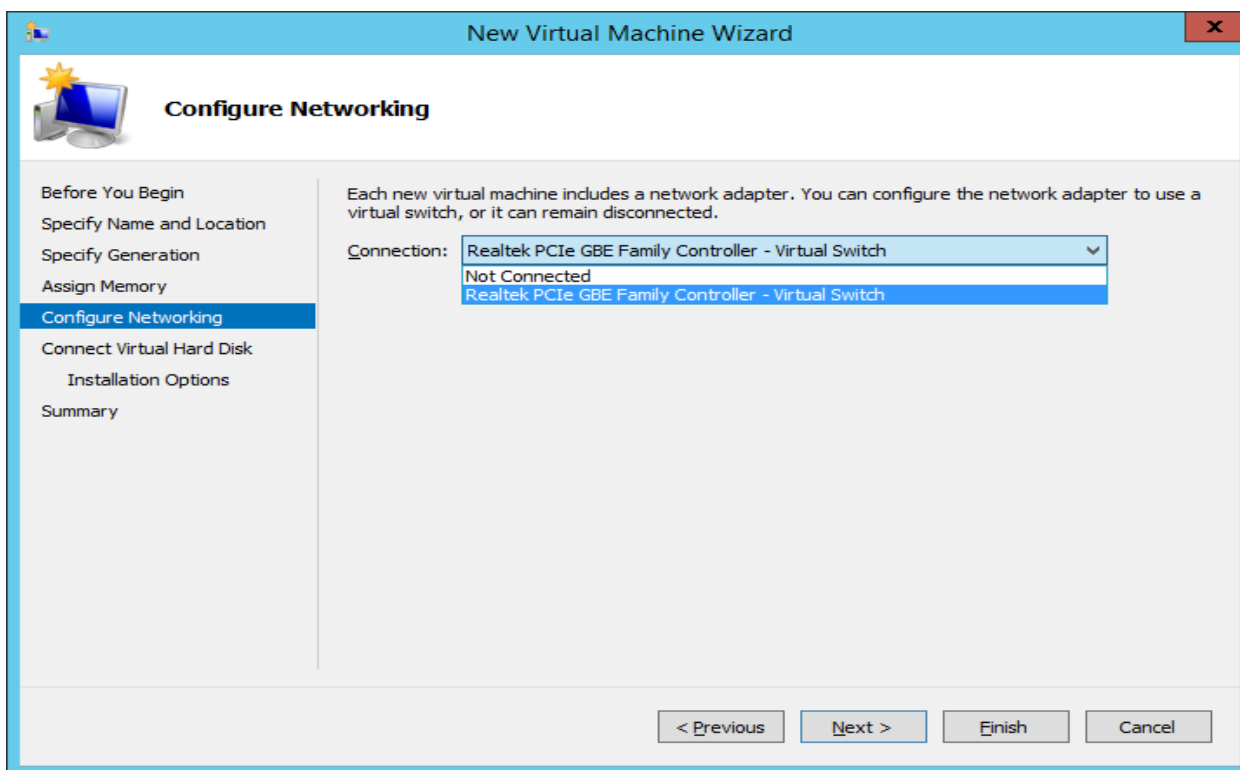 New Virtual Machine Wizard
x
Configure Networking
Before You Begin
Specify Name and Location
Specify Generation
Assign Memory
Configure Networking
Connect Virtual Hard Disk
Installation Options
Summary
Each new virtual machine includes a network adapter. You can configure the network adapter to use a
virtual switch, or it can remain disconnected.
Connection: Realtek PCIe GBE Family Controller - Virtual Switch
Not Connected
Realtek PCIe GBE Family Controller - Virtual Switch
< Previous Next > Finish Cancel